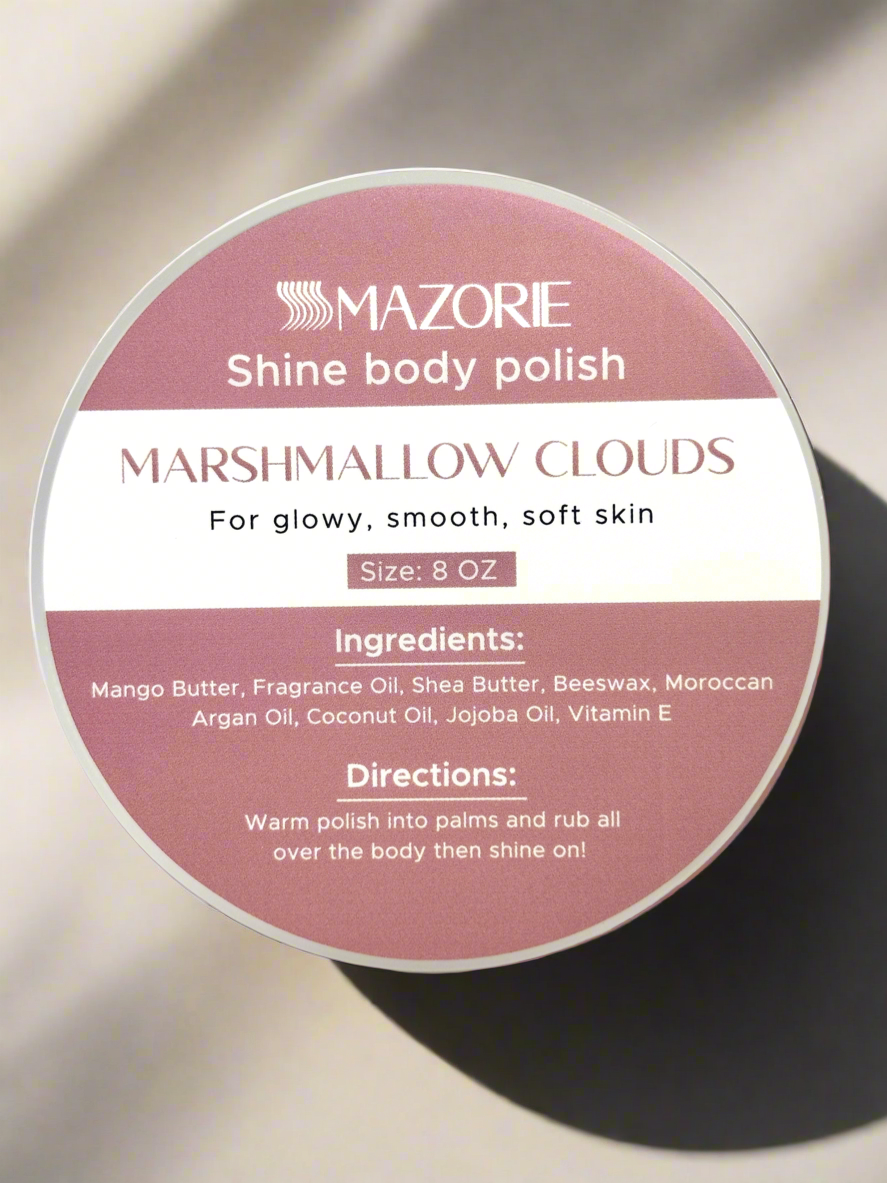 MAZORIE
Shine body polish
MARSHMALLOW CLOUDS
For glowy, smooth, soft skin
Size: 8 OZ
Ingredients:
Mango Butter, Fragrance Oil, Shea Butter, Beeswax, Moroccan
Argan Oil, Coconut Oil, Jojoba Oil, Vitamin E
Directions:
Warm polish into palms and rub all
over the body then shine on!